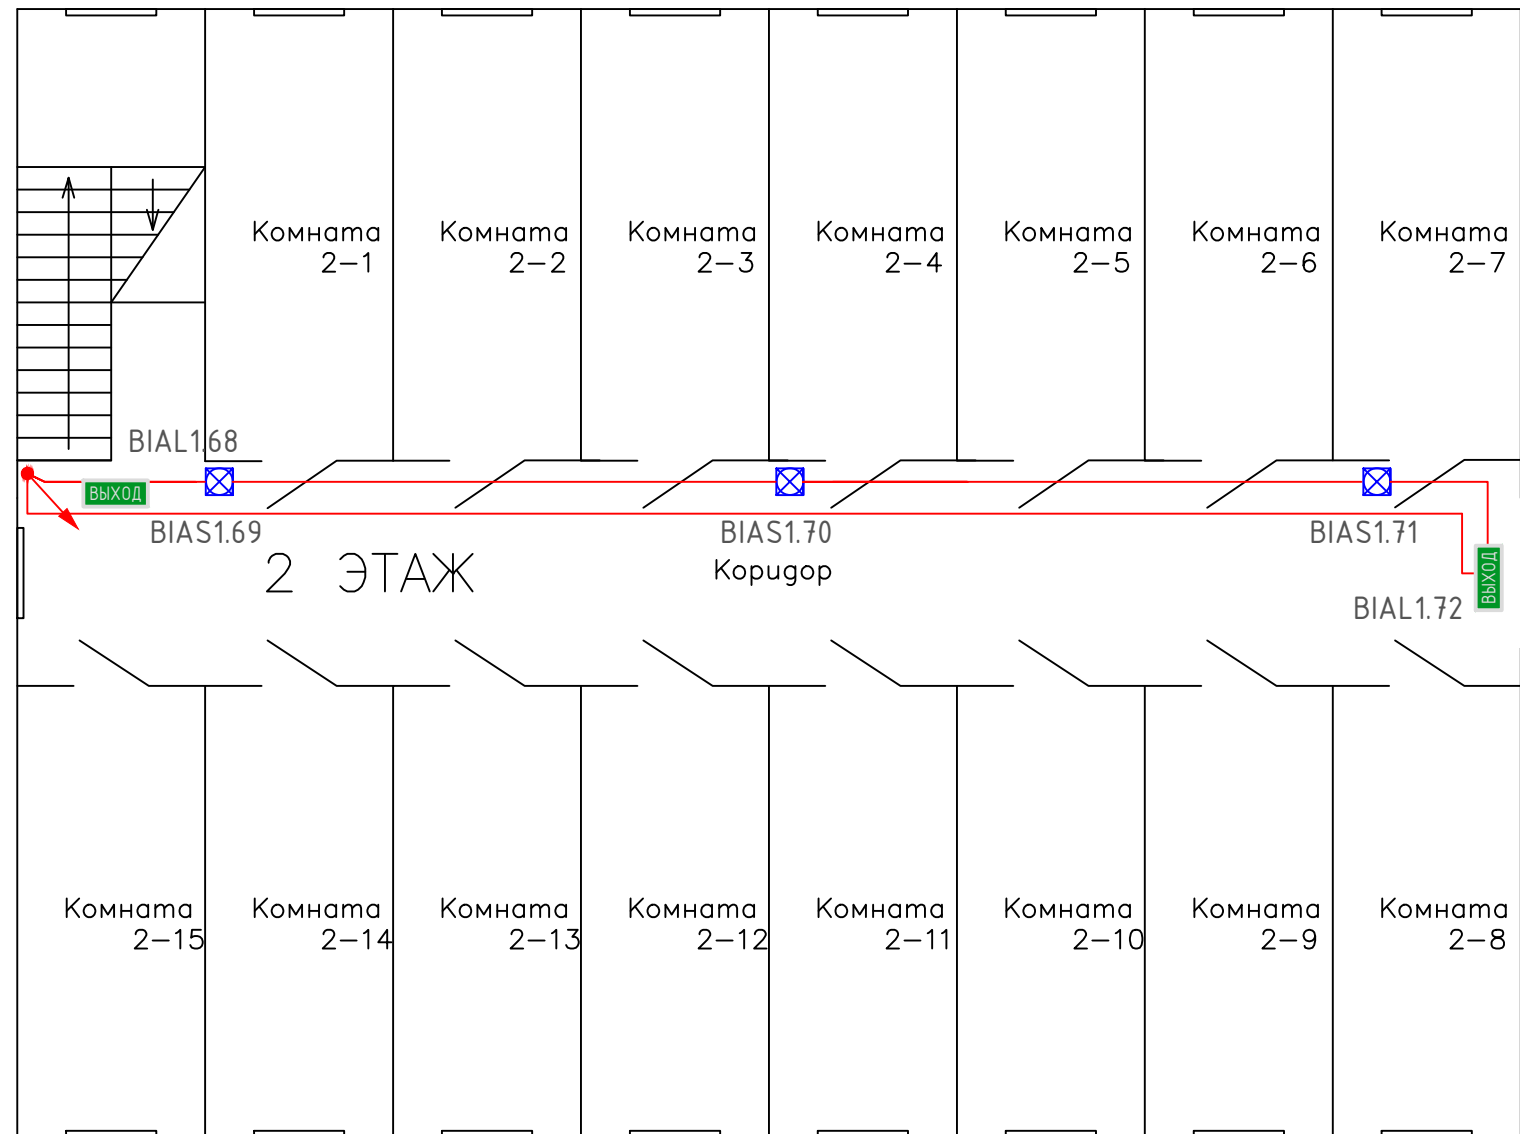 Комната
2-1
Комната
2-2
Комната
2-3
Комната
2-4
Комната
2-5
Комната
2-6
Комната
2-7
BIAL1.68
ВЫХОД
BIAS1.69
BIAS1.70
BIAS1.71
2 ЭТАЖ
Коридор
ВЫХОД
BIAL1.72
Комната
2-15
Комната
2-14
Комната
2-13
Комната
2-12
Комната
2-11
Комната
2-10
Комната
2-9
Комната
2-8